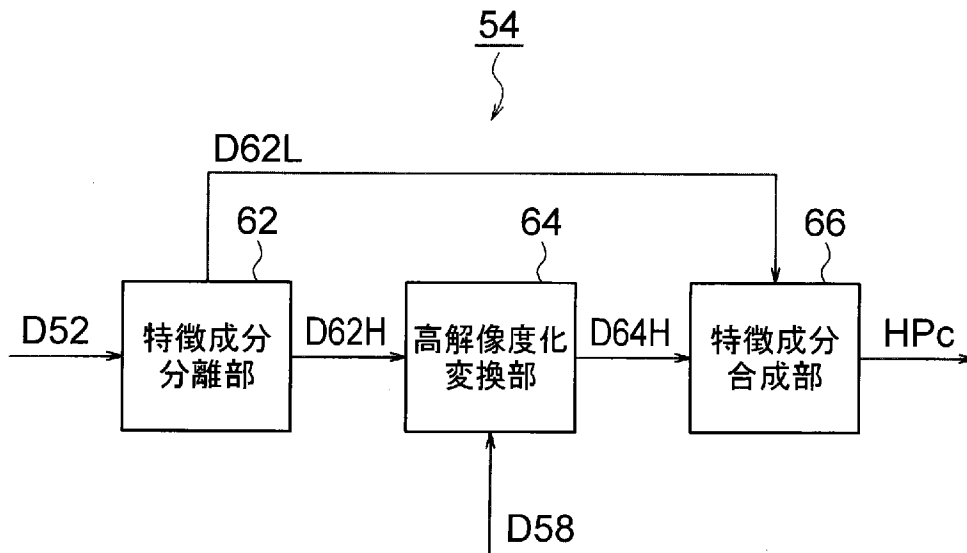 54
D62L
62
64
66
D52
特徴成分
分離部
D62H
高解像度化
変換部
D64H
特徴成分
合成部
HPc
D58